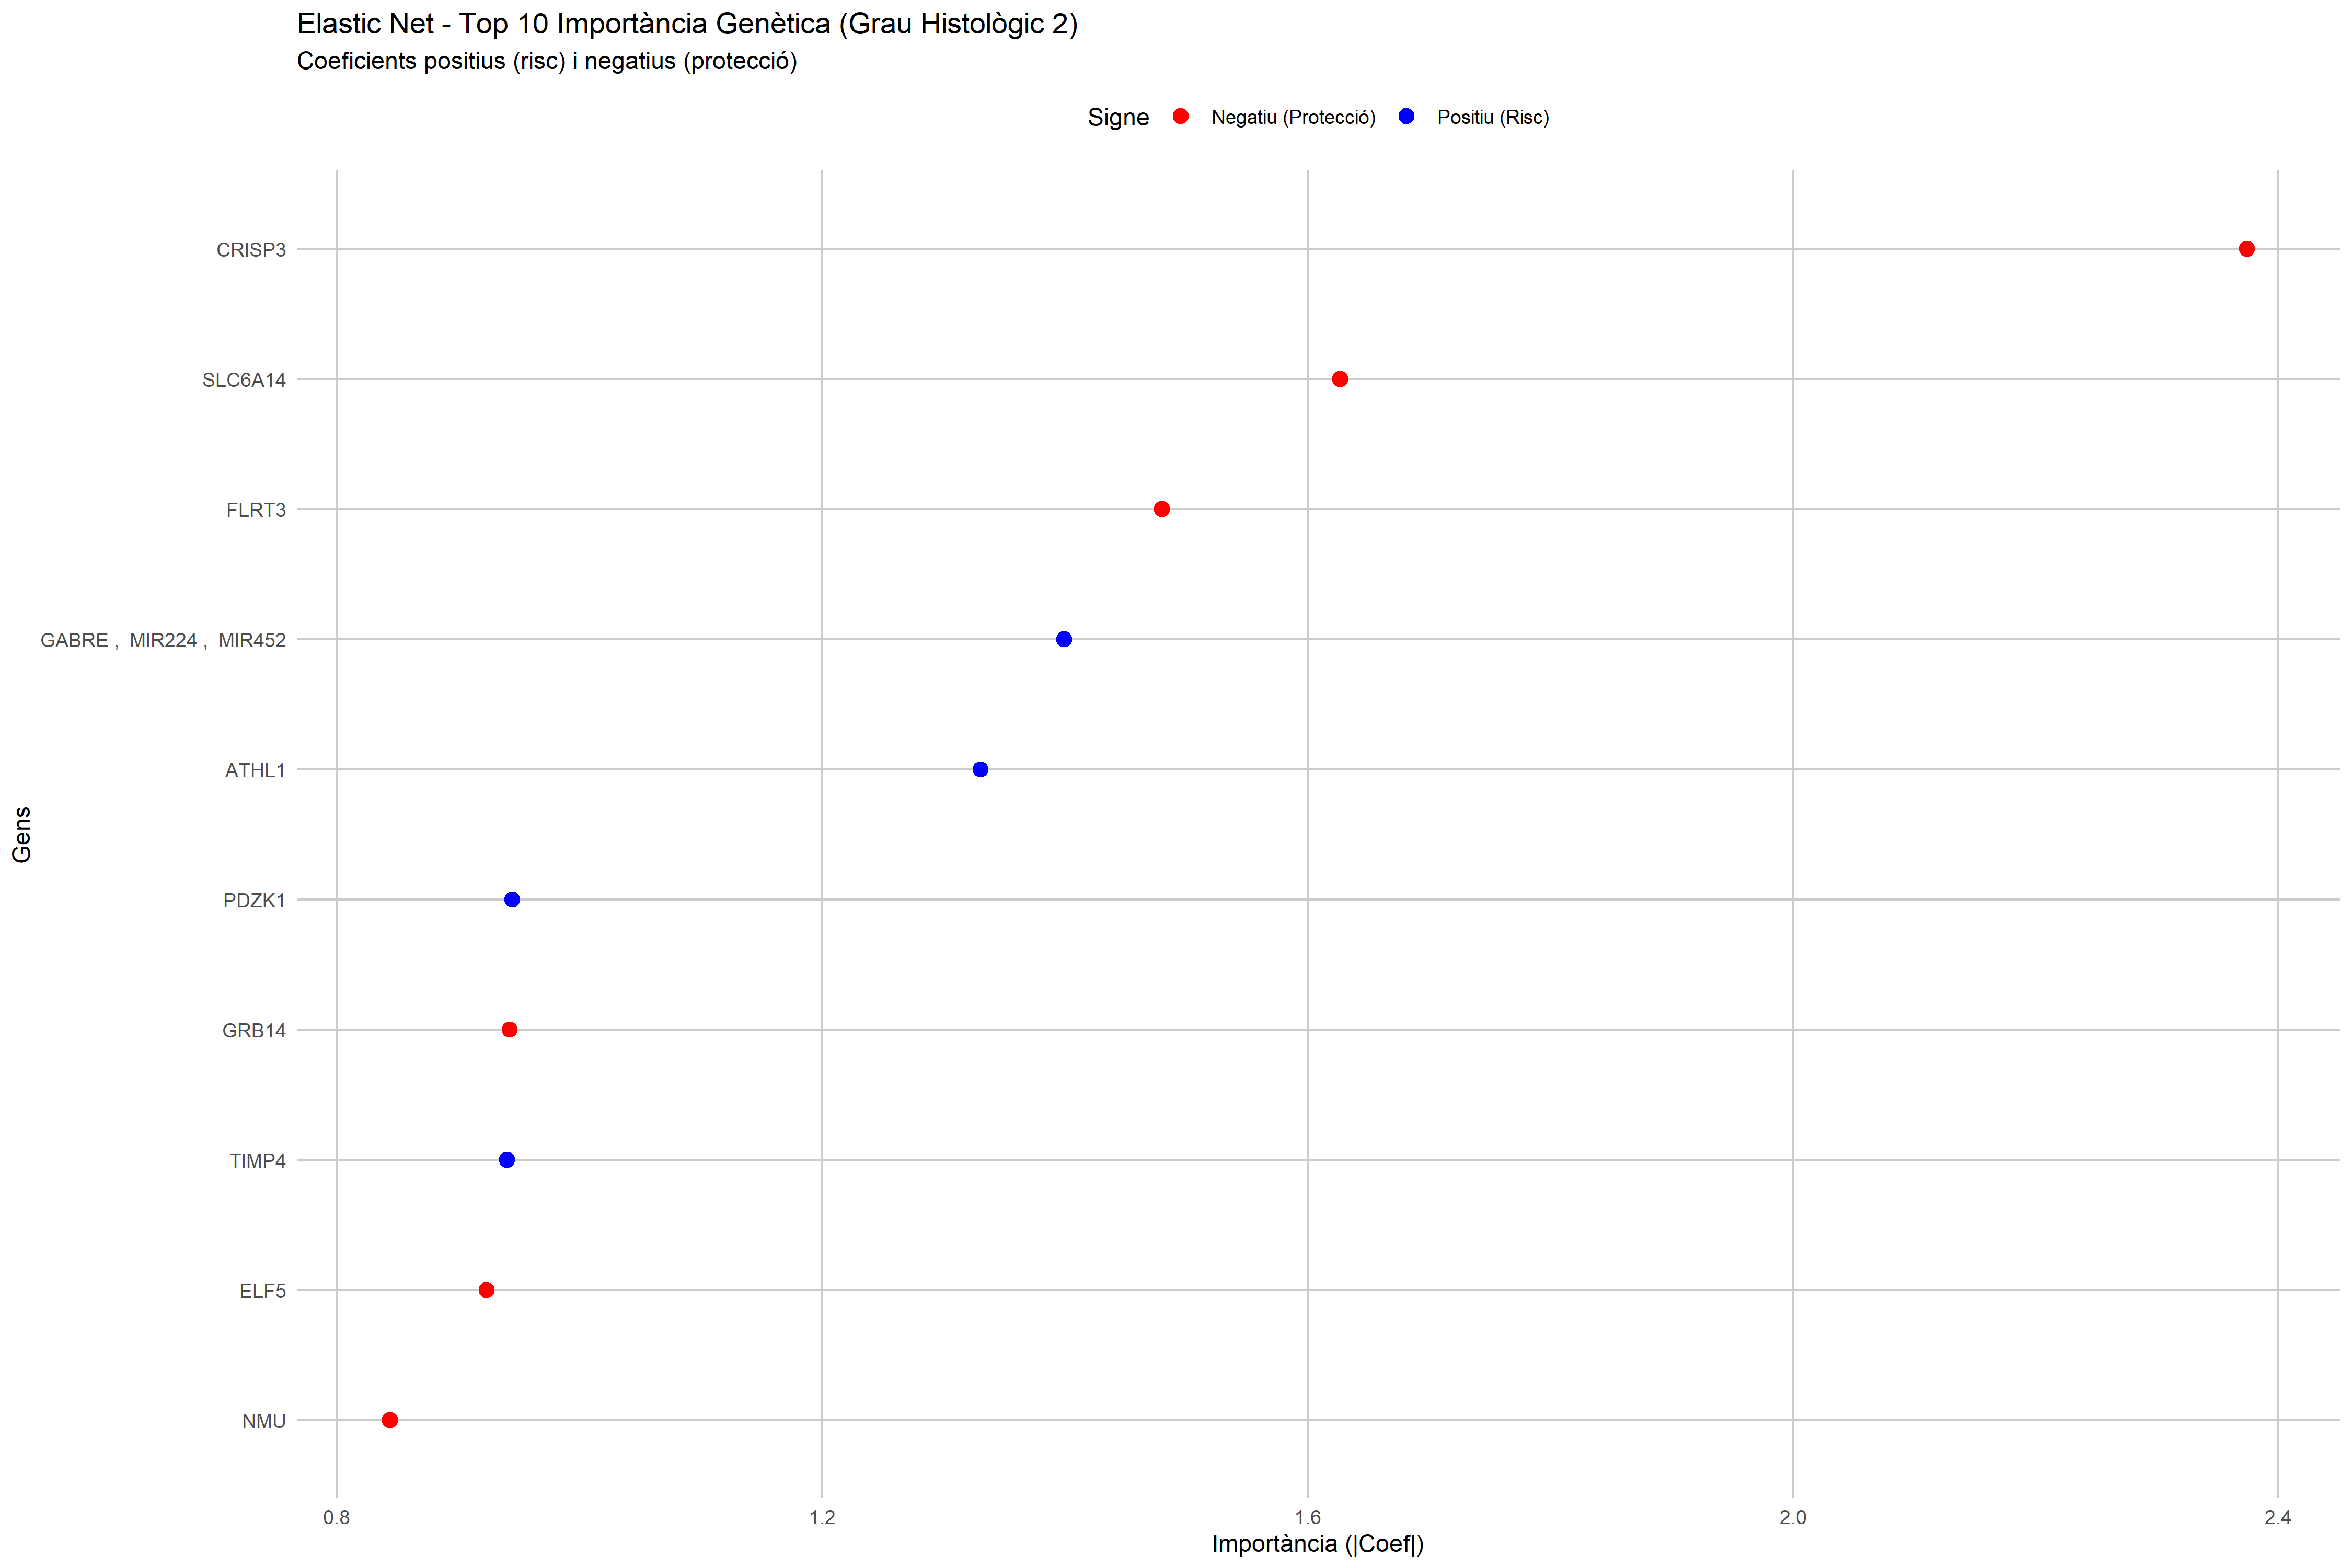 Elastic Net - Top 10 Importància Genètica (Grau Histològic 2)
Coeficients positius (risc) i negatius (protecció)
Signe Negatiu (Protecció) Positiu (Risc)
CRISP3
SLC6A14
FLRT3
GABRE ,  MIR224 ,  MIR452
ATHL1
PDZK1
GRB14
TIMP4
ELF5
NMU
Gens
0.8 1.2 1.6 2.0 2.4
Importància (|Coef|)